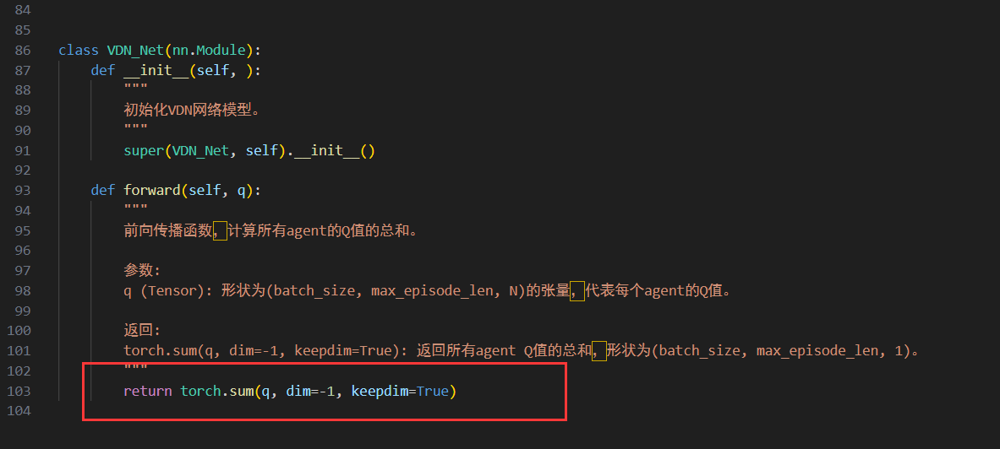 84
85
86 class VDN_Net(nn.Module):
87 def __init__(self, ):
88 """
89 初始化VDN网络模型。
90 """
91 super(VDN_Net, self).__init__()
92
93 def forward(self, q):
94 """
95 前向传播函数，计算所有agent的Q值的总和。
96
97 参数:
98 q (Tensor): 形状为(batch_size, max_episode_len, N)的张量，代表每个agent的Q值。
99
100 返回:
101 torch.sum(q, dim=-1, keepdim=True): 返回所有agent Q值的总和，形状为(batch_size, max_episode_len, 1)。
102 """
103 return torch.sum(q, dim=-1, keepdim=True)
104